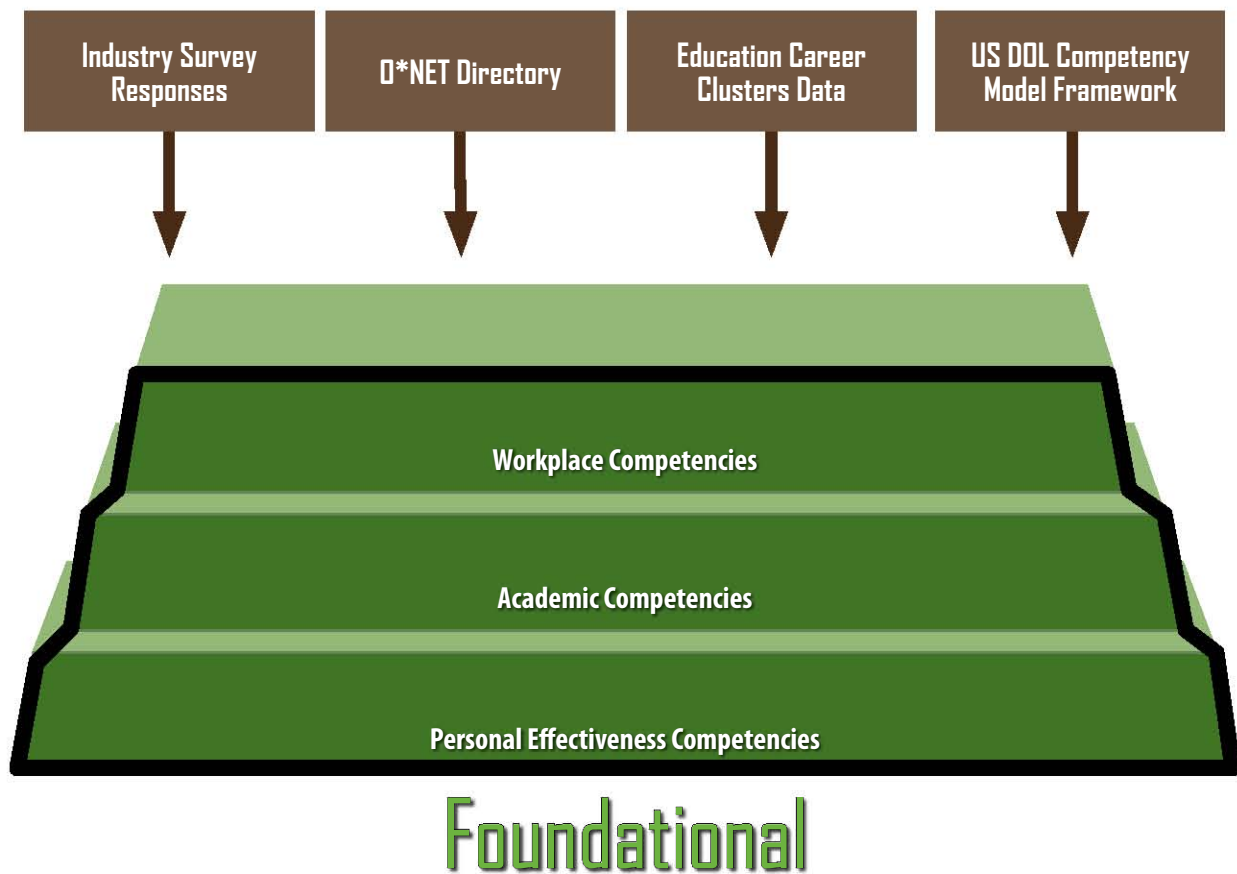 Industry Survey
Responses
O*NET Directory
Education Career
Clusters Data
US DOL Competency
Model Framework
Workplace Competencies
Academic Competencies
Personal Effectiveness Competencies
Foundational